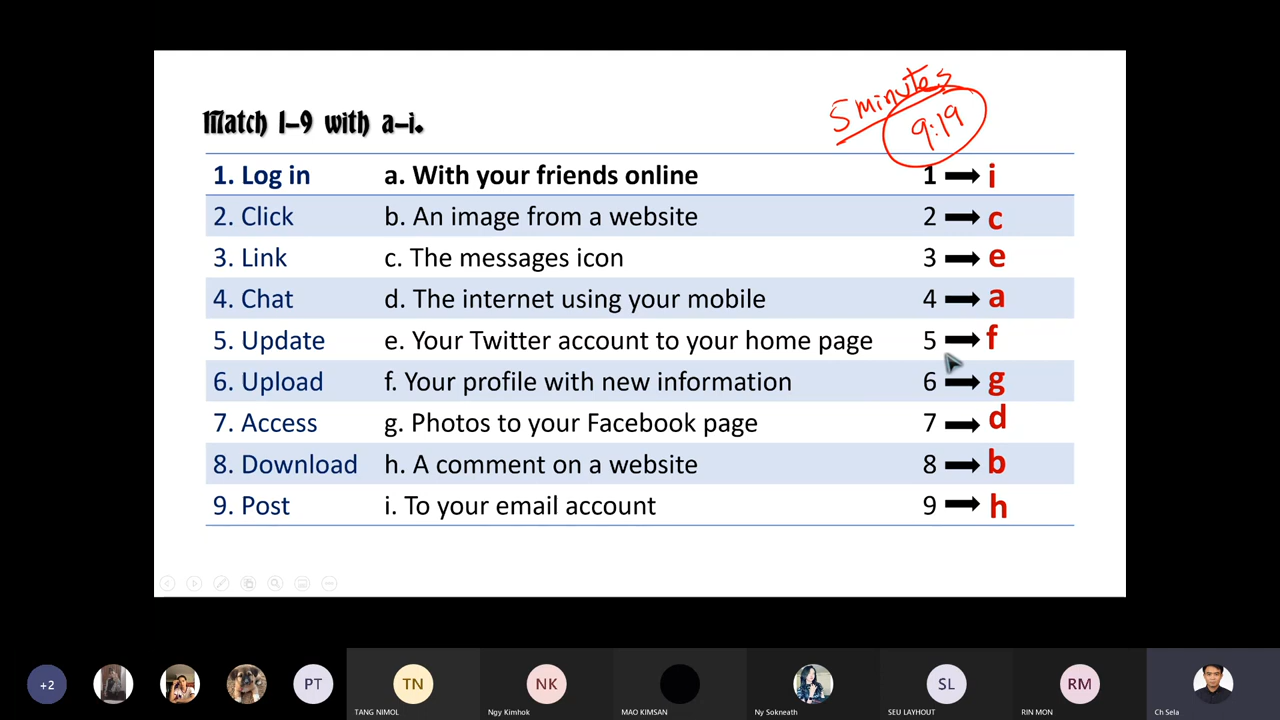 5 minutes
9:19
Match 1-9 with a-i.
1. Log in a. With your friends online 1 → i
2. Click b. An image from a website 2 → c
3. Link c. The messages icon 3 → e
4. Chat d. The internet using your mobile 4 → a
5. Update e. Your Twitter account to your home page 5 → f
6. Upload f. Your profile with new information 6 → g
7. Access g. Photos to your Facebook page 7 → d
8. Download h. A comment on a website 8 → b
9. Post i. To your email account 9 → h
+2 PT TN NK SL RM
TANG NIMOL Ngy Kimhok MAO KIMSAN Ny Sokneath SEU LAYHOUT RIN MON Ch Sela